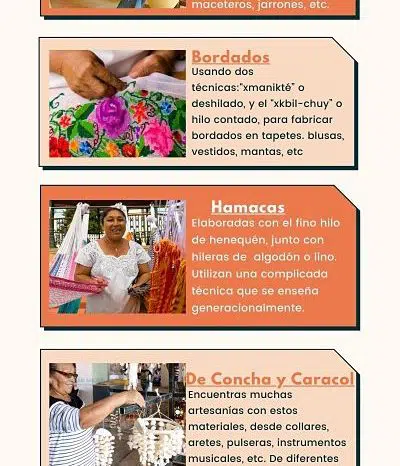 maceteros, jarrones, etc.
Bordados
Usando dos
técnicas:"xmanikté" o
deshilado, y el "xkbil-chuy" o
hilo contado, para fabricar
bordados en tapetes. blusas,
vestidos, mantas, etc
Hamacas
Elaboradas con el fino hilo
de henequén, junto con
hileras de algodón o lino.
Utilizan una complicada
técnica que se enseña
generacionalmente.
De Concha y Caracol
Encuentras muchas
artesanías con estos
materiales, desde collares,
aretes, pulseras, instrumentos
musicales, etc. De diferentes